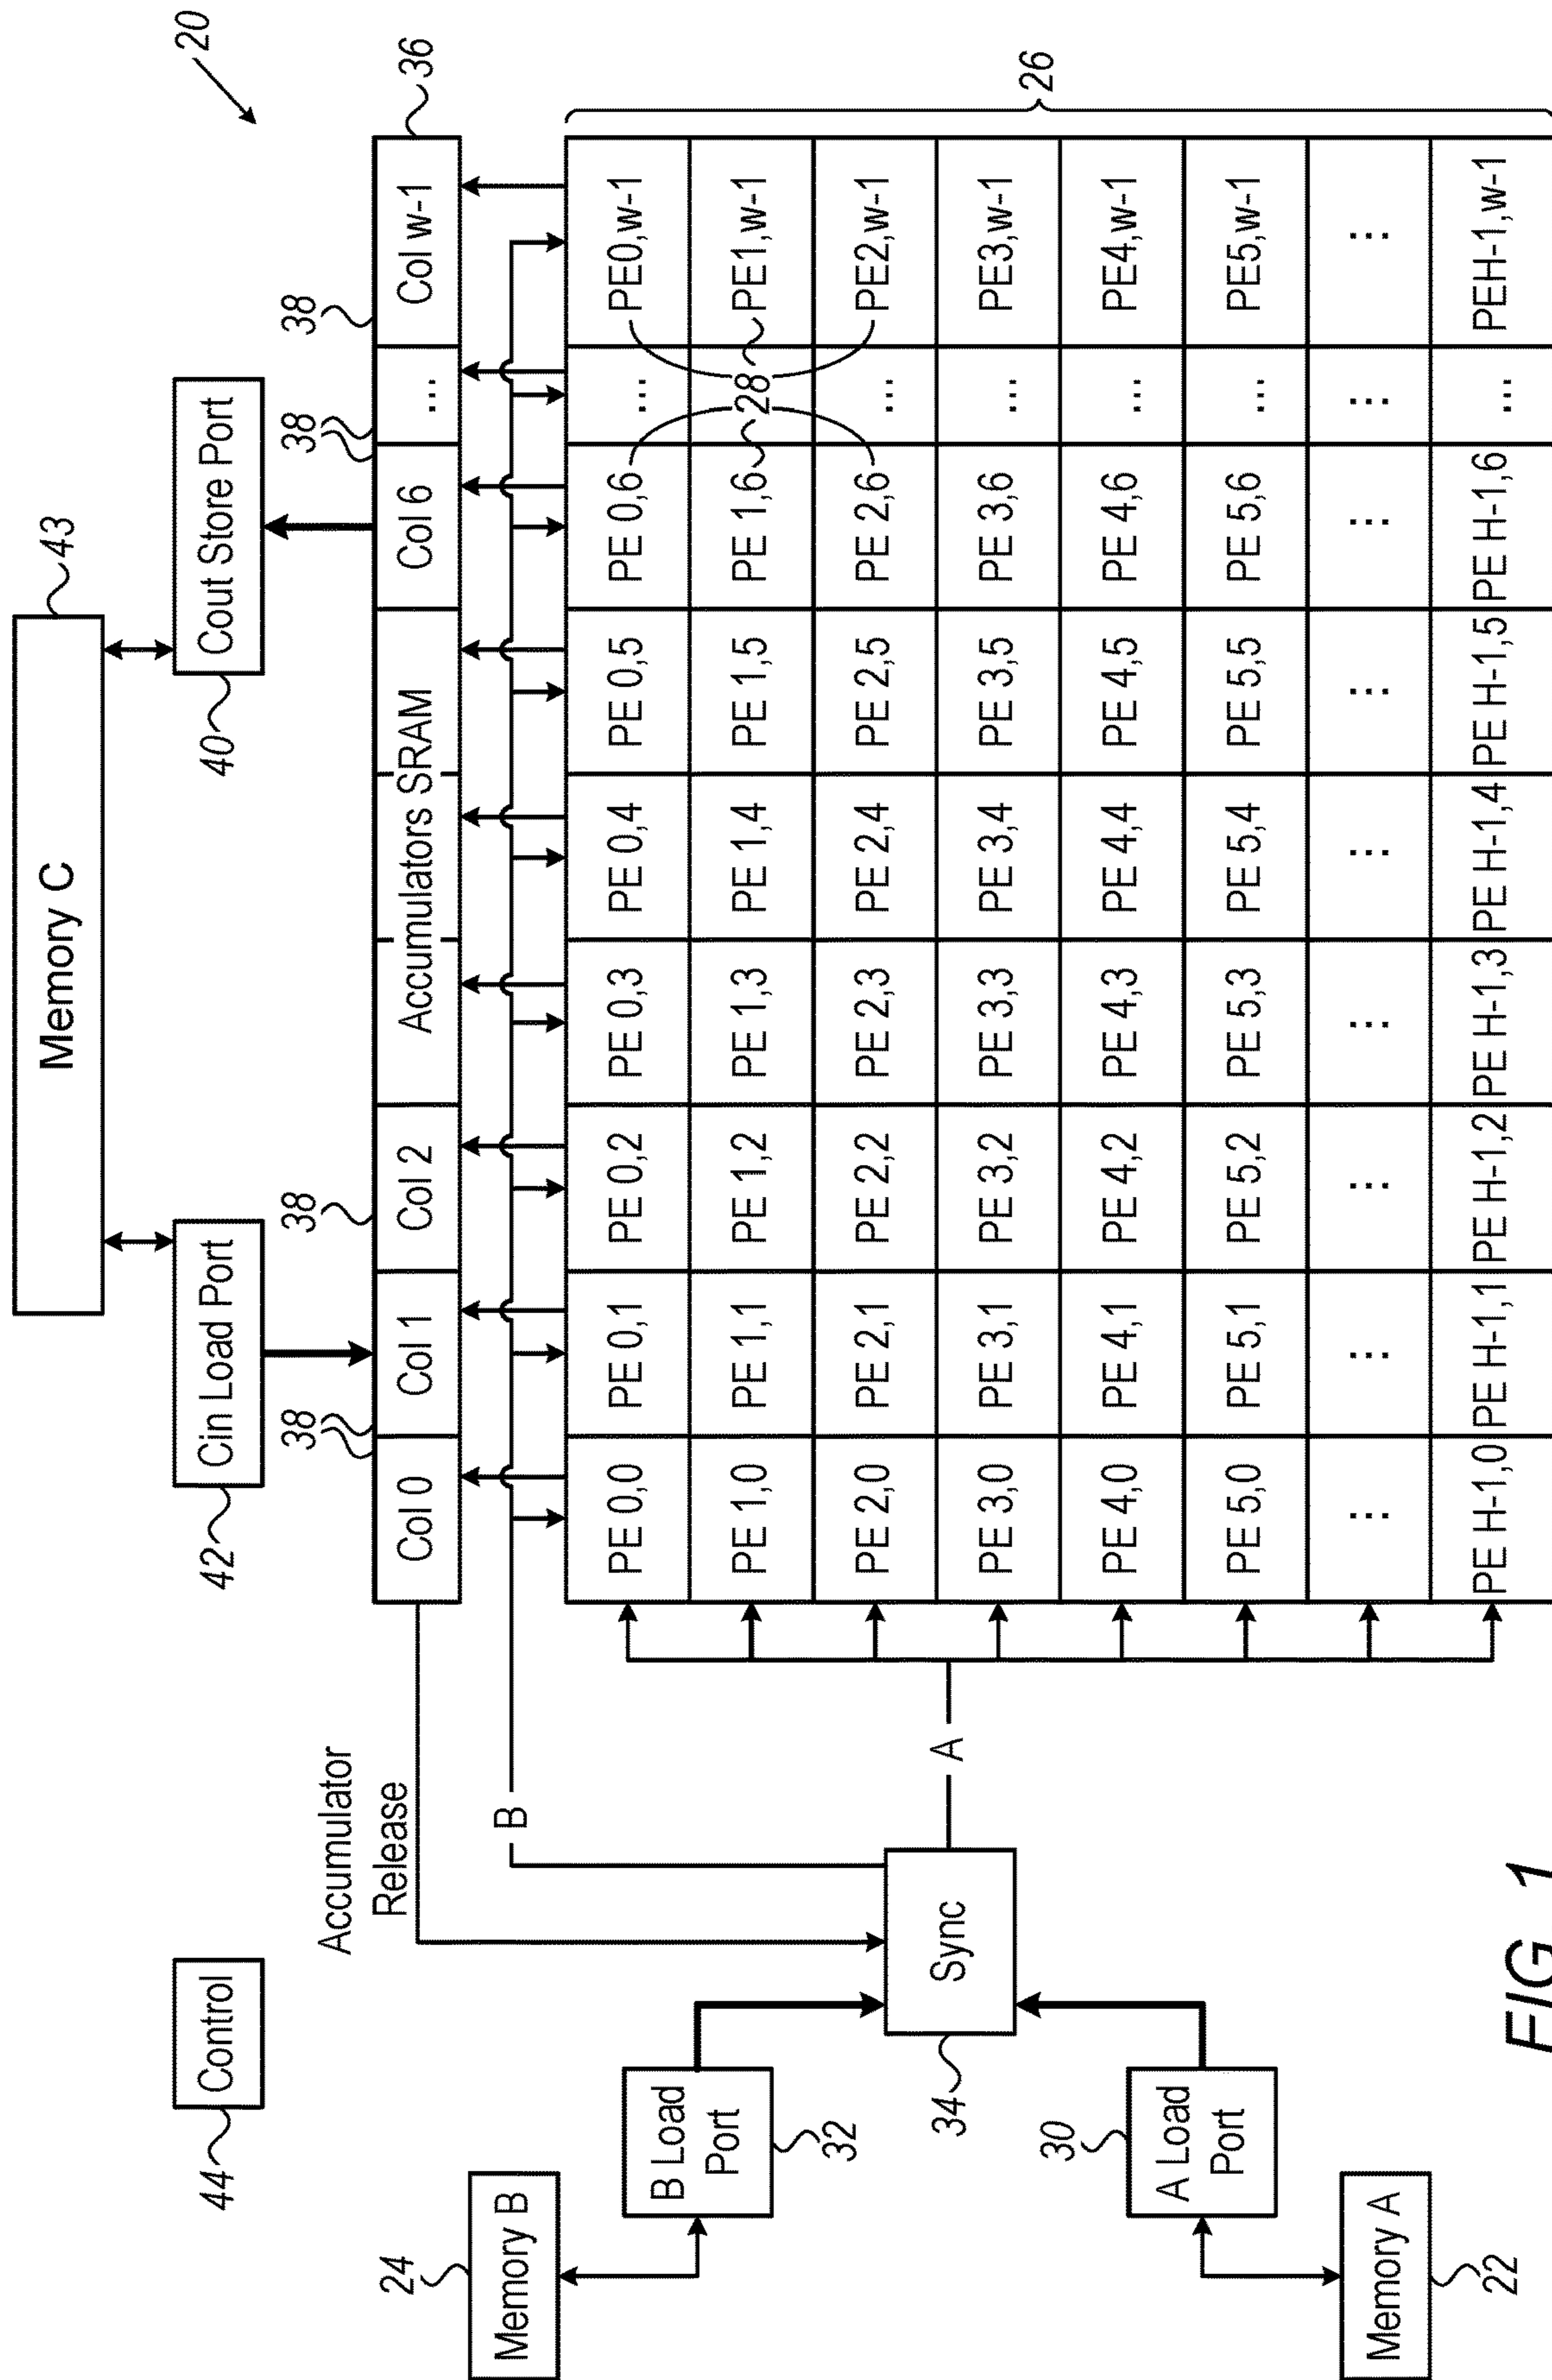 20
Memory C
43
44
Control
42
Cin Load Port
40
Cout Store Port
38
38
38
38
36
Accumulator
Release
Col 0
Col 1
Col 2
Accumulators SRAM
Col 6
...
Col w-1
B
24
Memory B
B Load
Port
32
PE 0,0
PE 0,1
PE 0,2
PE 0,3
PE 0,4
PE 0,5
PE 0,6
...
PE0,w-1
PE 1,0
PE 1,1
PE 1,2
PE 1,3
PE 1,4
PE 1,5
PE 1,6
28
PE1,w-1
PE 2,0
PE 2,1
PE 2,2
PE 2,3
PE 2,4
PE 2,5
PE 2,6
...
PE2,w-1
34
Sync
A
PE 3,0
PE 3,1
PE 3,2
PE 3,3
PE 3,4
PE 3,5
PE 3,6
...
PE3,w-1
26
PE 4,0
PE 4,1
PE 4,2
PE 4,3
PE 4,4
PE 4,5
PE 4,6
...
PE4,w-1
30
A Load
Port
PE 5,0
PE 5,1
PE 5,2
PE 5,3
PE 5,4
PE 5,5
PE 5,6
...
PE5,w-1
...
...
...
...
...
...
...
...
...
Memory A
22
PE H-1,0
PE H-1,1
PE H-1,2
PE H-1,3
PE H-1,4
PE H-1,5
PE H-1,6
...
PEH-1,w-1
FIG. 1